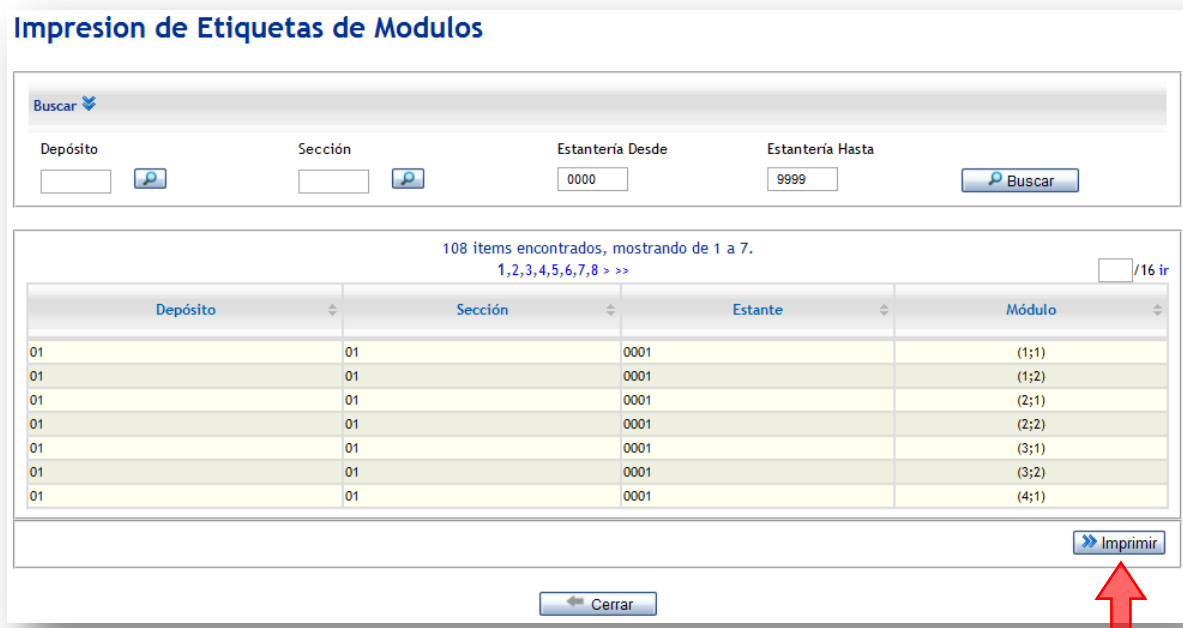 Impresion de Etiquetas de Modulos
Buscar
Depósito Sección Estantería Desde Estantería Hasta
0000 9999 Buscar
108 items encontrados, mostrando de 1 a 7.
1,2,3,4,5,6,7,8 > >> /16 ir
Depósito Sección Estante Módulo
01 01 0001 (1;1)
01 01 0001 (1;2)
01 01 0001 (2;1)
01 01 0001 (2;2)
01 01 0001 (3;1)
01 01 0001 (3;2)
01 01 0001 (4;1)
Imprimir
Cerrar